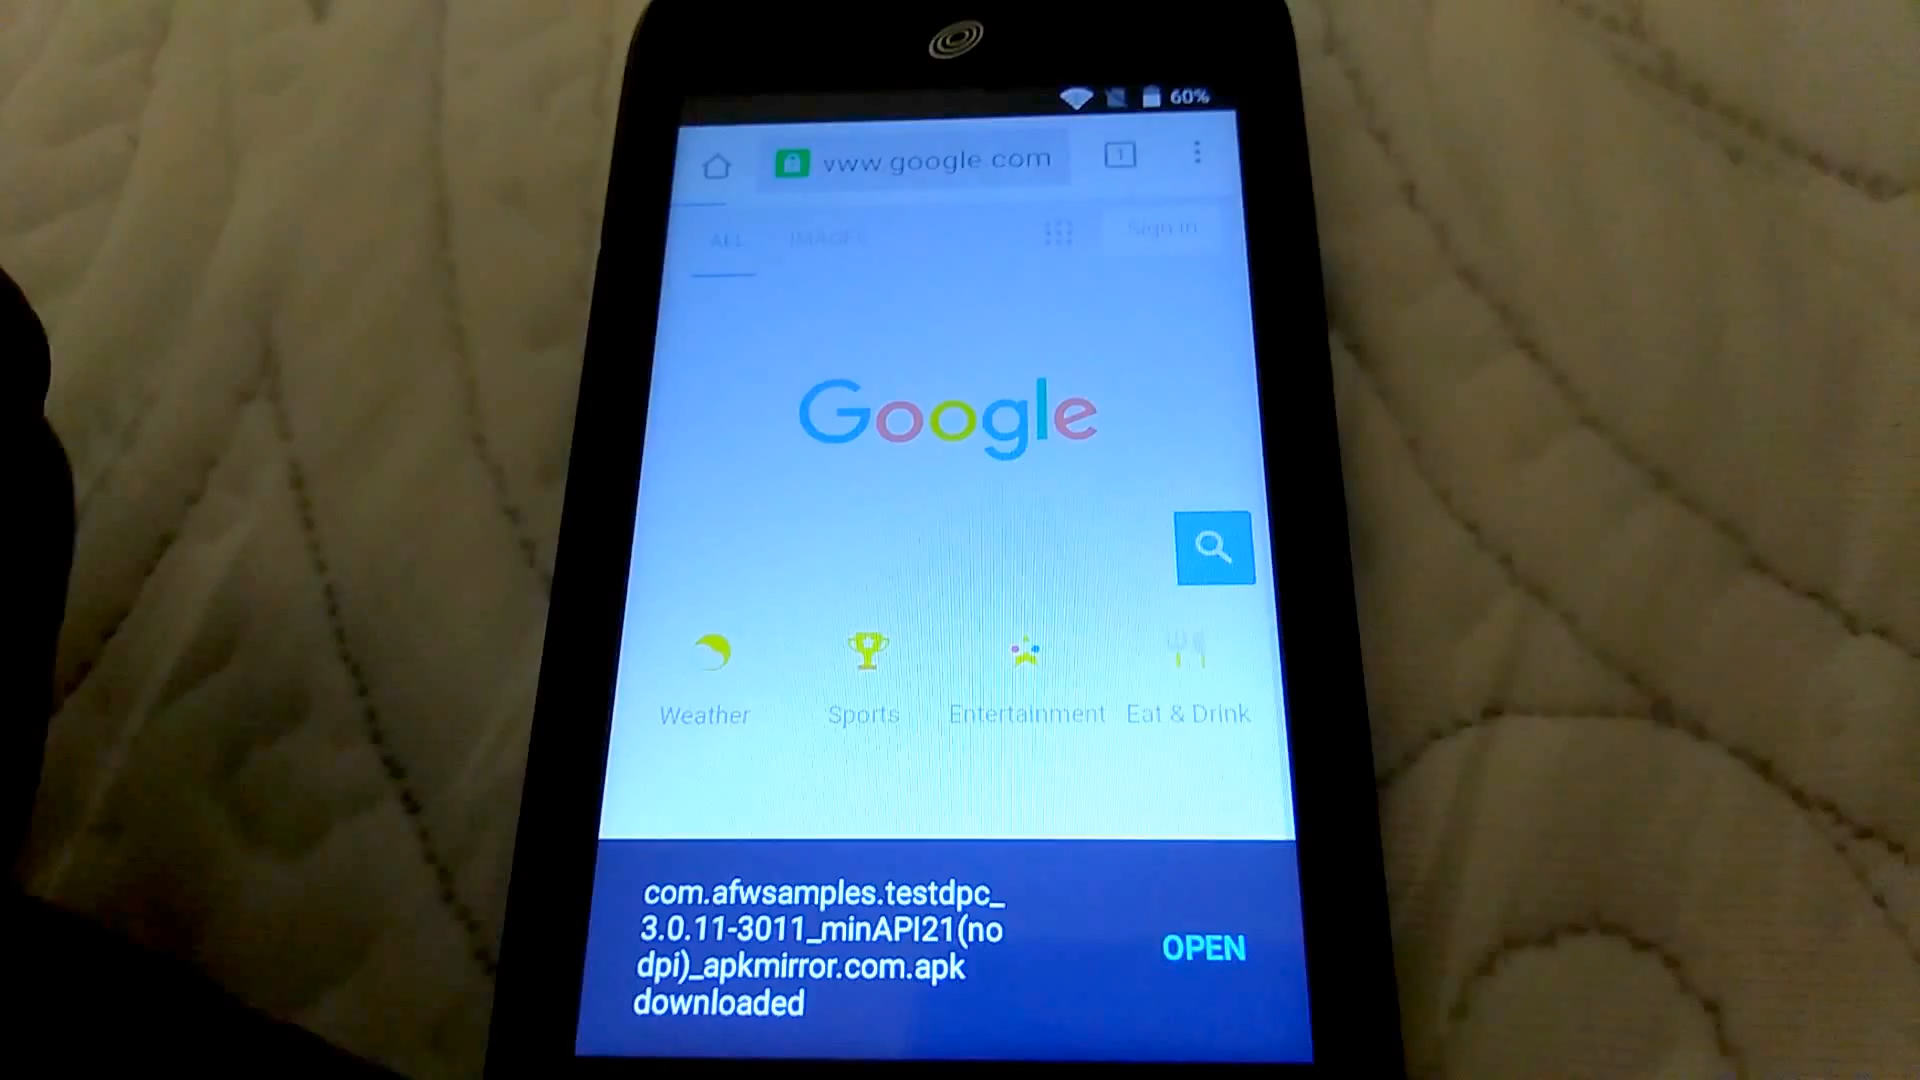 60%
www.google.com
1
ALL IMAGES Sign in
Google
Weather Sports Entertainment Eat & Drink
com.afwsamples.testdpc_
3.0.11-3011_minAPI21(no
dpi)_apkmirror.com.apk
downloaded
OPEN